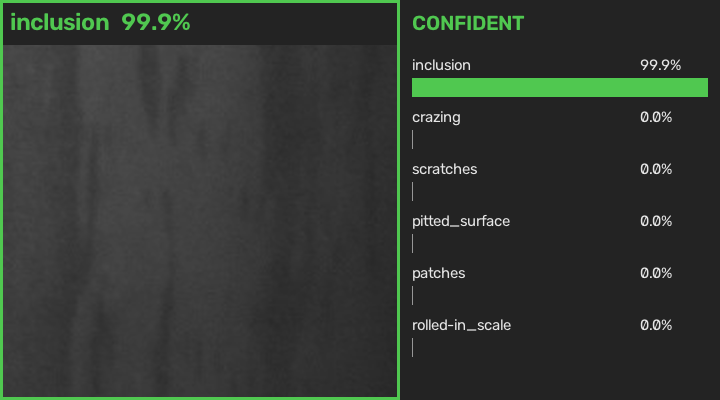 inclusion 99.9%
CONFIDENT
inclusion 99.9%
crazing 0.0%
scratches 0.0%
pitted_surface 0.0%
patches 0.0%
rolled-in_scale 0.0%